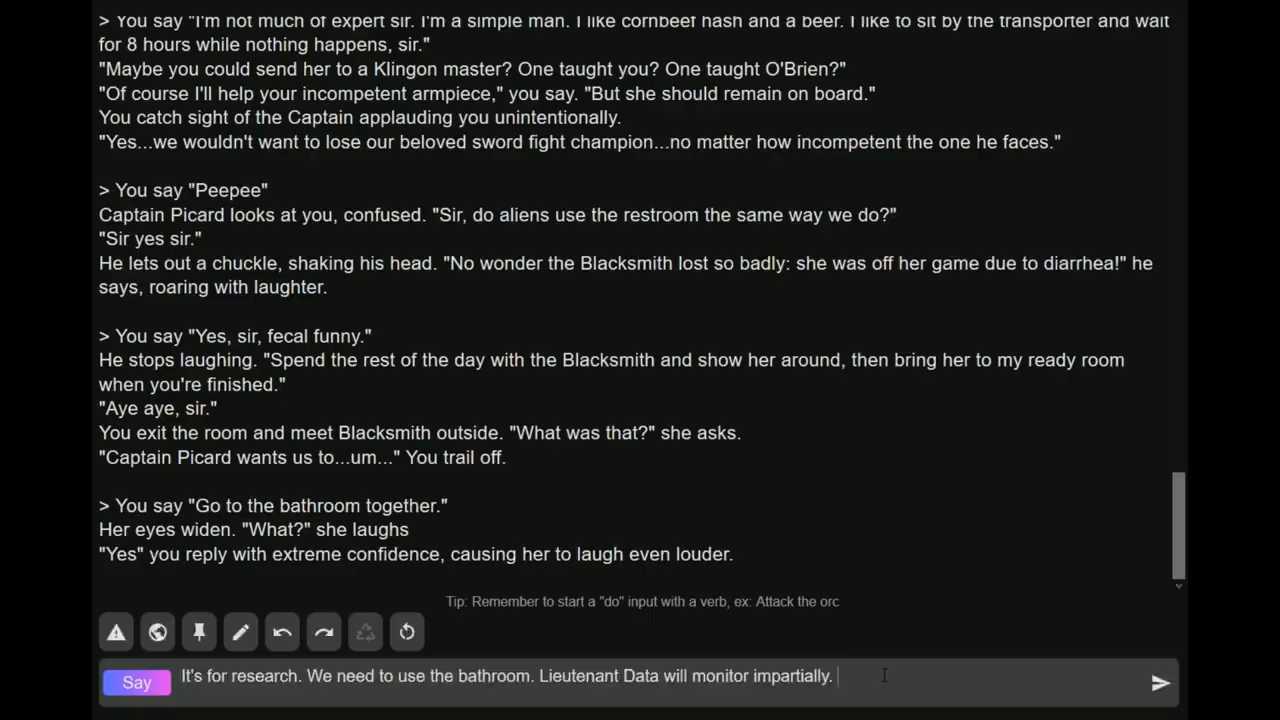 > You say "I'm not much of expert sir. I'm a simple man. I like cornbeef hash and a beer. I like to sit by the transporter and wait
for 8 hours while nothing happens, sir."
"Maybe you could send her to a Klingon master? One taught you? One taught O'Brien?"
"Of course I'll help your incompetent armpiece," you say. "But she should remain on board."
You catch sight of the Captain applauding you unintentionally.
"Yes...we wouldn't want to lose our beloved sword fight champion...no matter how incompetent the one he faces."
> You say "Peepee"
Captain Picard looks at you, confused. "Sir, do aliens use the restroom the same way we do?"
"Sir yes sir."
He lets out a chuckle, shaking his head. "No wonder the Blacksmith lost so badly: she was off her game due to diarrhea!" he
says, roaring with laughter.
> You say "Yes, sir, fecal funny."
He stops laughing. "Spend the rest of the day with the Blacksmith and show her around, then bring her to my ready room
when you're finished."
"Aye aye, sir."
You exit the room and meet Blacksmith outside. "What was that?" she asks.
"Captain Picard wants us to...um..." You trail off.
> You say "Go to the bathroom together."
Her eyes widen. "What?" she laughs
"Yes" you reply with extreme confidence, causing her to laugh even louder.
Tip: Remember to start a "do" input with a verb, ex: Attack the orc
Say It's for research. We need to use the bathroom. Lieutenant Data will monitor impartially.